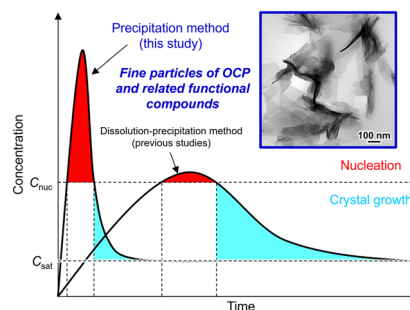 Precipitation method
(this study)
Fine particles of OCP
and related functional
compounds
Dissolution-precipitation method
(previous studies)
100 nm
Nucleation
Crystal growth
Concentration
Cnuc
Csat
Time